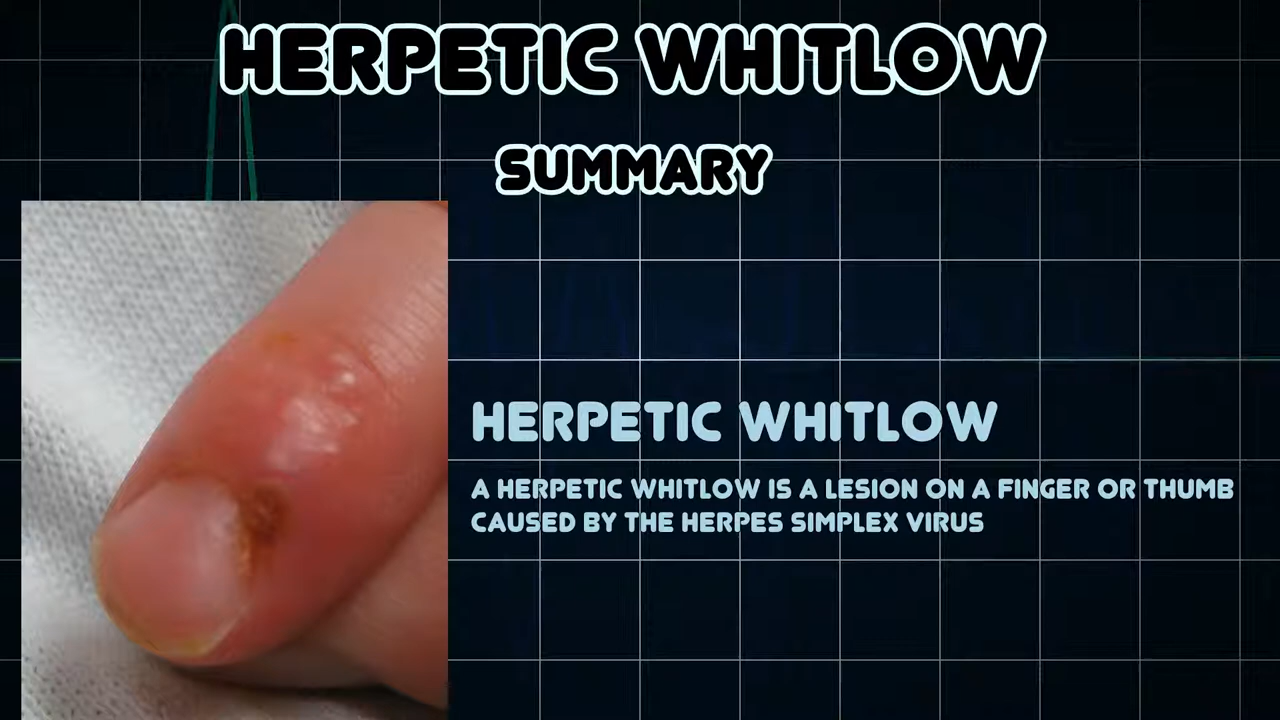 HERPETIC WHITLOW
SUMMARY
HERPETIC WHITLOW
A HERPETIC WHITLOW IS A LESION ON A FINGER OR THUMB
CAUSED BY THE HERPES SIMPLEX VIRUS